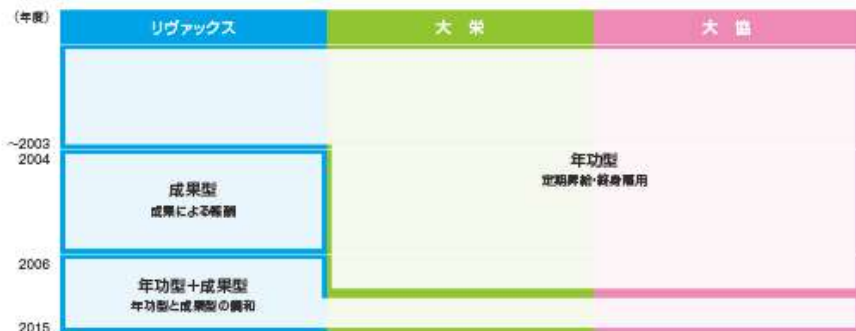 (年度)
リヴァックス
大栄
大協
~2003
2004
年功型
定期昇給・終身雇用
成果型
成果による報酬
2006
年功型+成果型
年功型と成果型の調和
2015